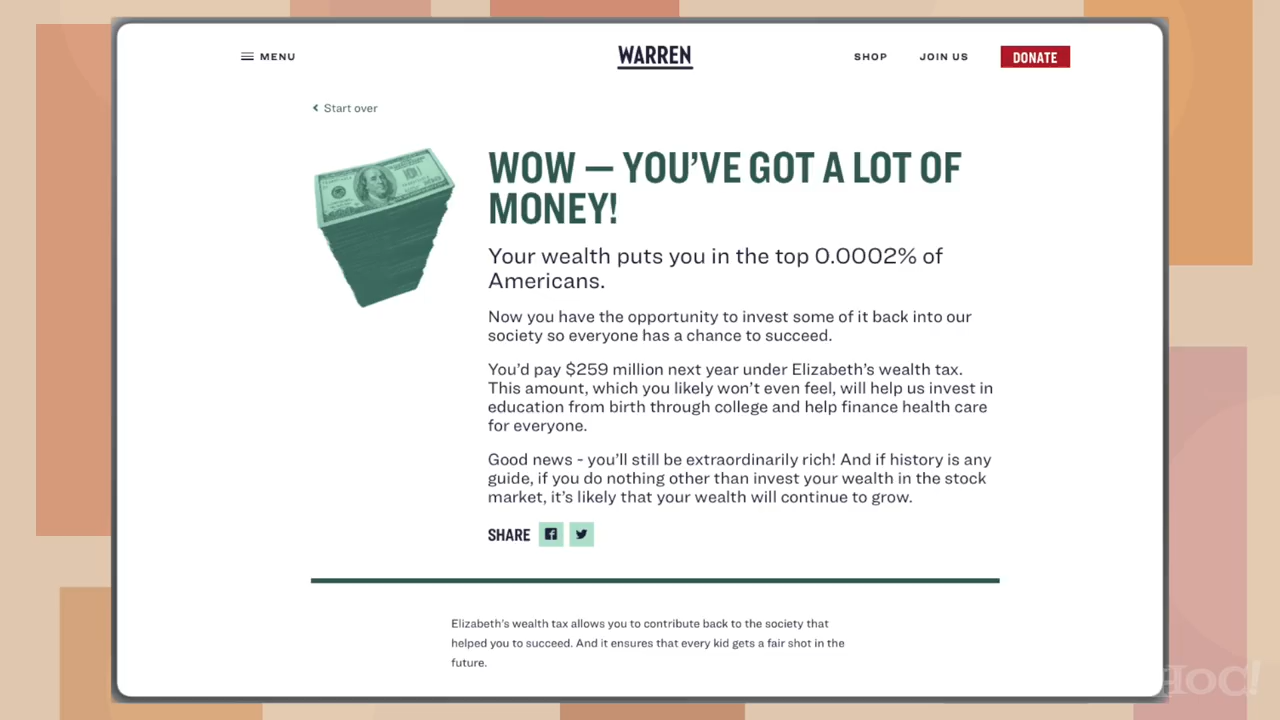 MENU
WARREN
SHOP
JOIN US
DONATE
Start over
WOW — YOU'VE GOT A LOT OF
MONEY!
Your wealth puts you in the top 0.0002% of
Americans.
Now you have the opportunity to invest some of it back into our
society so everyone has a chance to succeed.
You'd pay $259 million next year under Elizabeth's wealth tax.
This amount, which you likely won't even feel, will help us invest in
education from birth through college and help finance health care
for everyone.
Good news - you'll still be extraordinarily rich! And if history is any
guide, if you do nothing other than invest your wealth in the stock
market, it's likely that your wealth will continue to grow.
SHARE
Elizabeth's wealth tax allows you to contribute back to the society that
helped you to succeed. And it ensures that every kid gets a fair shot in the
future.